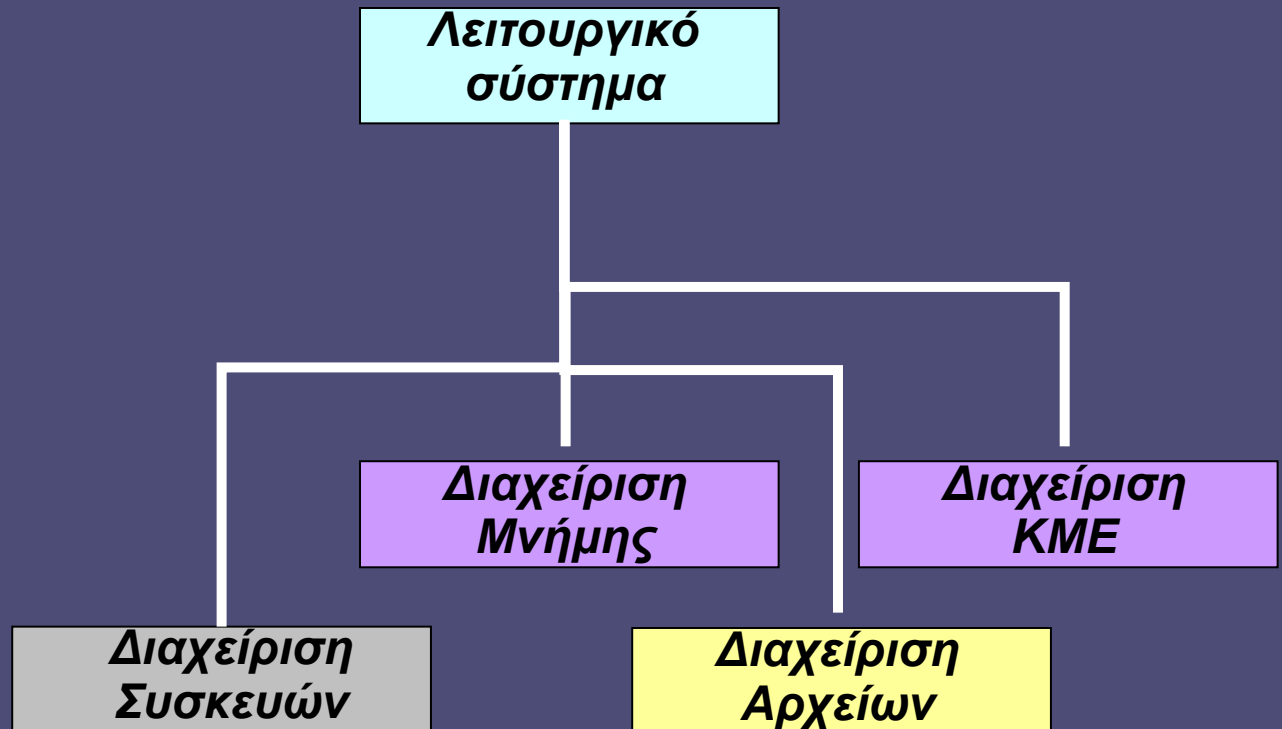 Λειτουργικό
σύστημα
Διαχείριση
Μνήμης
Διαχείριση
ΚΜΕ
Διαχείριση
Συσκευών
Διαχείριση
Αρχείων